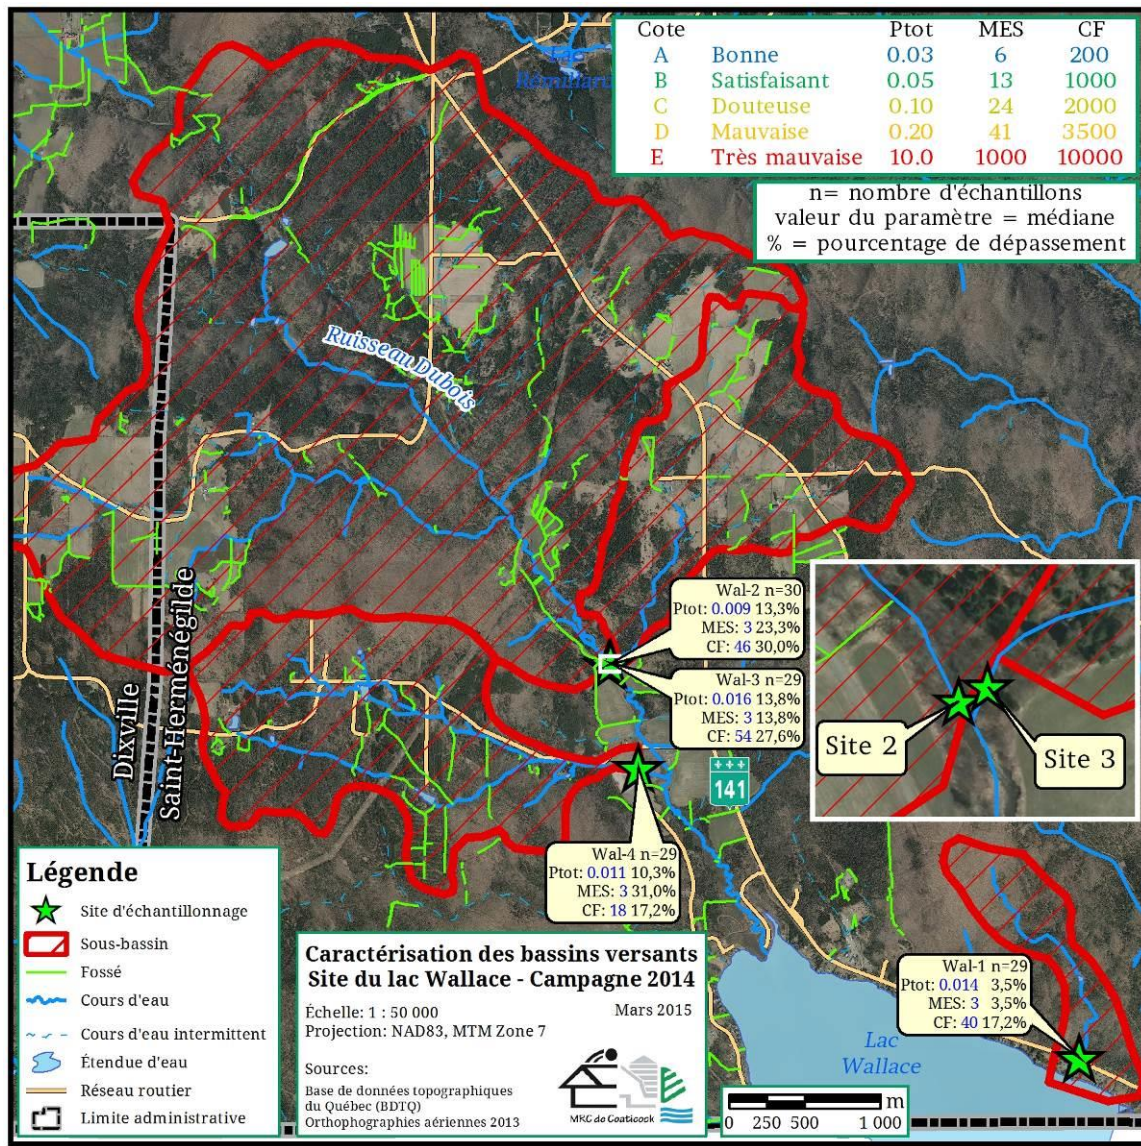 Cote Ptot MES CF
A Bonne 0.03 6 200
B Satisfaisant 0.05 13 1000
C Douteuse 0.10 24 2000
D Mauvaise 0.20 41 3500
E Très mauvaise 10.0 1000 10000
n= nombre d'échantillons
valeur du paramètre = médiane
% = pourcentage de dépassement
Lac
Rémillard
Ruisseau Dubois
Dixville
Saint-Herménégilde
Wal-2 n=30
Ptot: 0.009 13,3%
MES: 3 23,3%
CF: 46 30,0%
Wal-3 n=29
Ptot: 0.016 13,8%
MES: 3 13,8%
CF: 54 27,6%
Site 2
Site 3
141
Wal-4 n=29
Ptot: 0.011 10,3%
MES: 3 31,0%
CF: 18 17,2%
Wal-1 n=29
Ptot: 0.014 3,5%
MES: 3 3,5%
CF: 40 17,2%
Lac
Wallace
Légende
Site d'échantillonnage
Sous-bassin
Fossé
Cours d'eau
Cours d'eau intermittent
Étendue d'eau
Réseau routier
Limite administrative
Caractérisation des bassins versants
Site du lac Wallace - Campagne 2014
Échelle: 1 : 50 000 Mars 2015
Projection: NAD83, MTM Zone 7
Sources:
Base de données topographiques
du Québec (BDTQ)
Orthophographies aériennes 2013
MRC de Coaticook
m
0 250 500 1 000